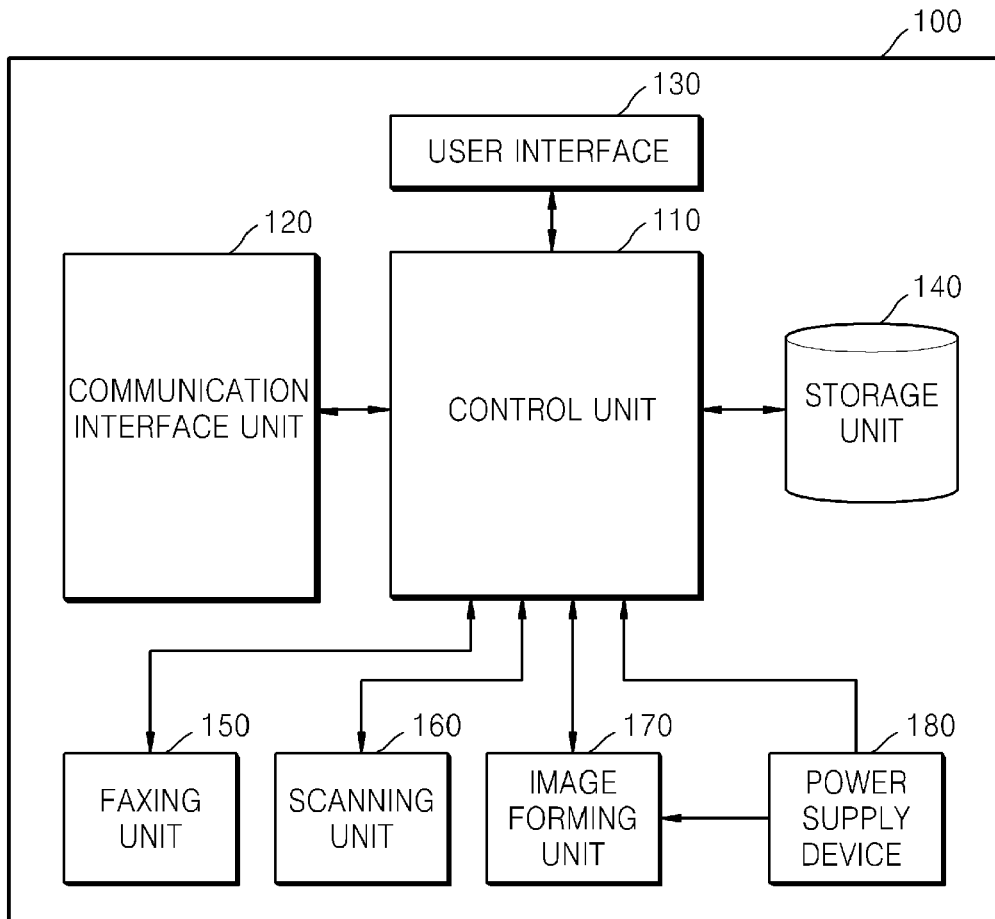 100
130
USER INTERFACE
120
110
140
COMMUNICATION
INTERFACE UNIT
CONTROL UNIT
STORAGE
UNIT
150
160
170
180
FAXING
UNIT
SCANNING
UNIT
IMAGE
FORMING
UNIT
POWER
SUPPLY
DEVICE